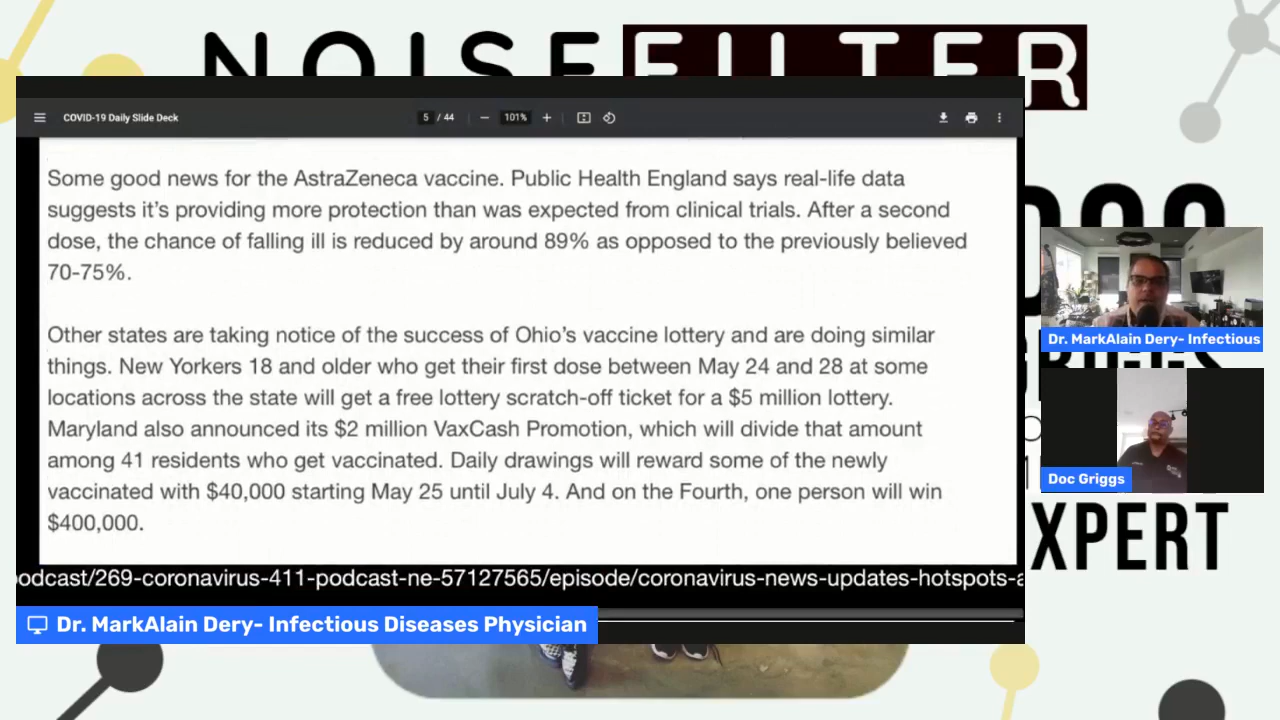 NOISEFILTER
COVID-19 Daily Slide Deck
5 / 44
101%
Some good news for the AstraZeneca vaccine. Public Health England says real-life data
suggests it's providing more protection than was expected from clinical trials. After a second
dose, the chance of falling ill is reduced by around 89% as opposed to the previously believed
70-75%.
Other states are taking notice of the success of Ohio's vaccine lottery and are doing similar
things. New Yorkers 18 and older who get their first dose between May 24 and 28 at some
locations across the state will get a free lottery scratch-off ticket for a $5 million lottery.
Maryland also announced its $2 million VaxCash Promotion, which will divide that amount
among 41 residents who get vaccinated. Daily drawings will reward some of the newly
vaccinated with $40,000 starting May 25 until July 4. And on the Fourth, one person will win
$400,000.
podcast/269-coronavirus-411-podcast-ne-57127565/episode/coronavirus-news-updates-hotspots-a
Dr. MarkAlain Dery- Infectious Diseases Physician
Dr. MarkAlain Dery- Infectious
Doc Griggs
XPERT